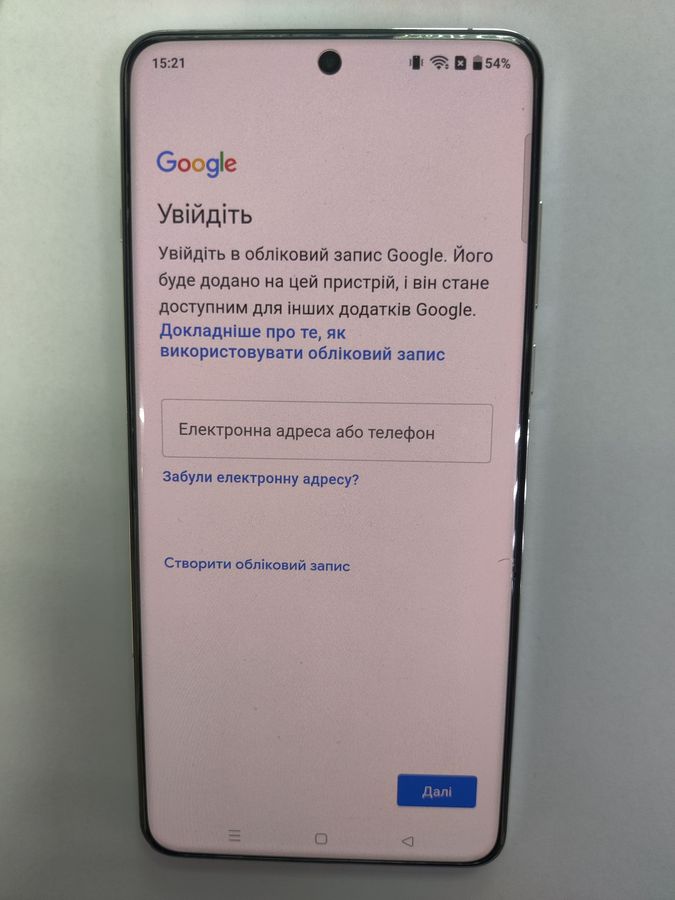 15:21
54%
Google
Увійдіть
Увійдіть в обліковий запис Google. Його
буде додано на цей пристрій, і він стане
доступним для інших додатків Google.
Докладніше про те, як
використовувати обліковий запис
Електронна адреса або телефон
Забули електронну адресу?
Створити обліковий запис
Далі